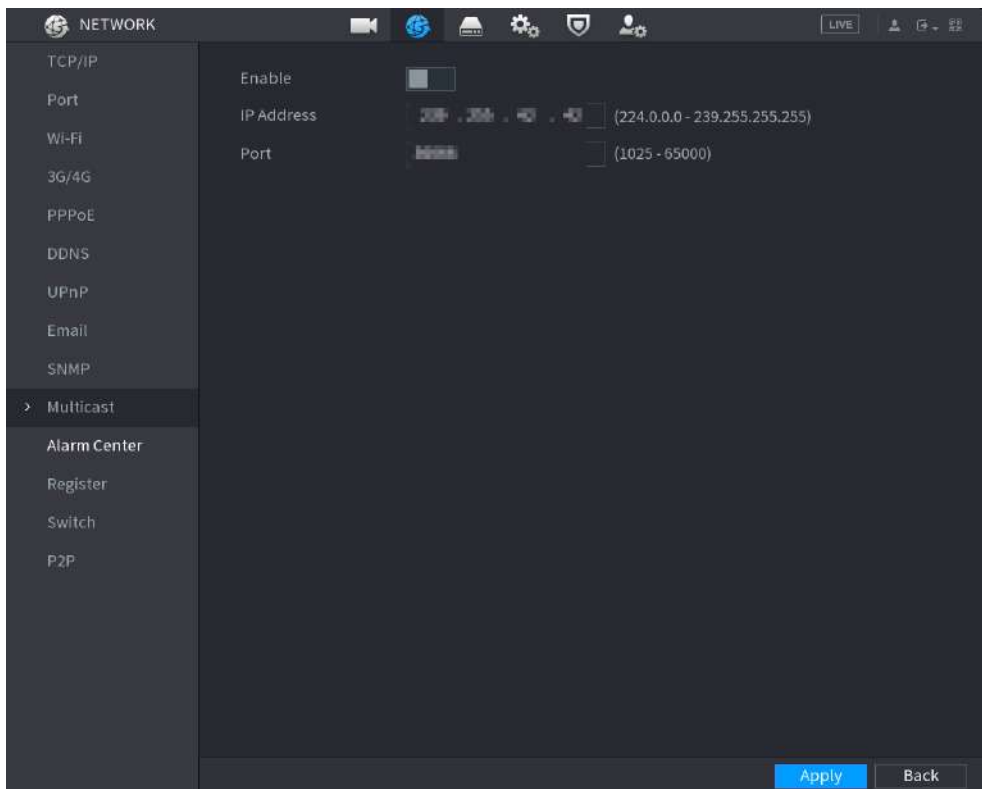 NETWORK
LIVE
TCP/IP
Port
Wi-Fi
3G/4G
PPPoE
DDNS
UPnP
Email
SNMP
> Multicast
Alarm Center
Register
Switch
P2P
Enable
IP Address (224.0.0.0 - 239.255.255.255)
Port (1025 - 65000)
Apply Back